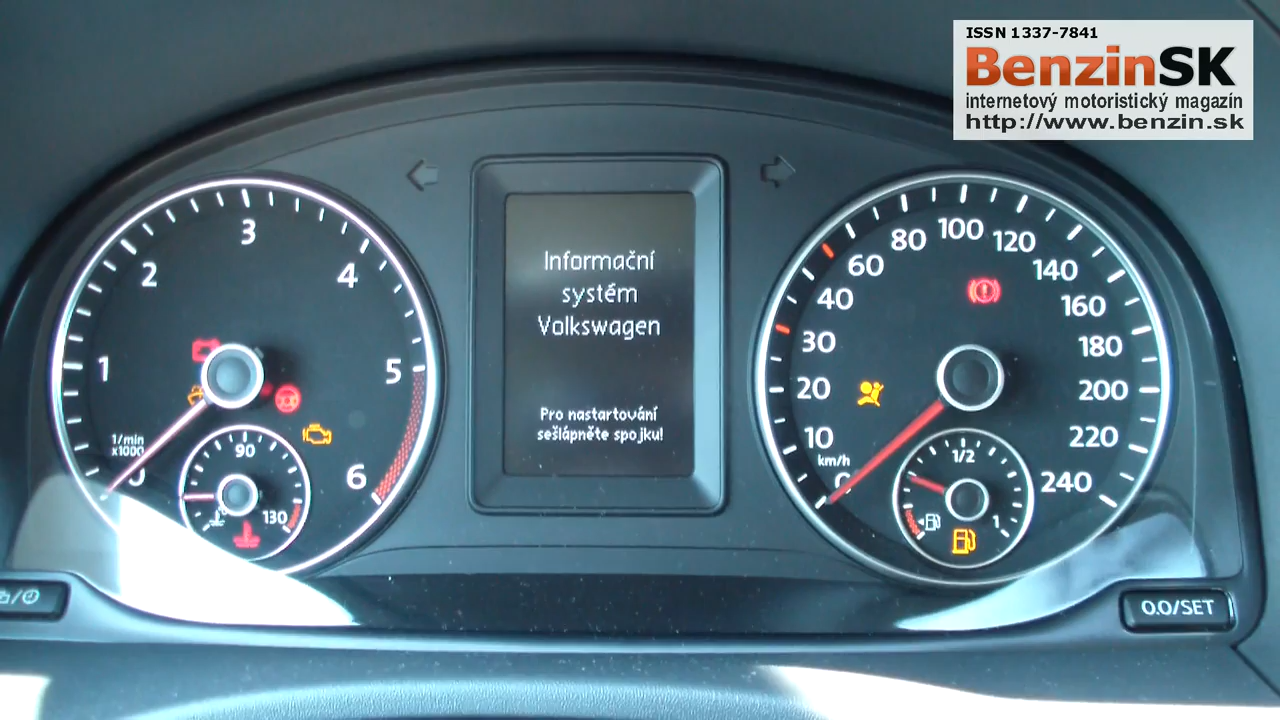 ISSN 1337-7841
BenzinSK
internetový motoristický magazín
http://www.benzin.sk
Informační
systém
Volkswagen
Pro nastartování
sešlápněte spojku!
0
1
2
3
4
5
6
1/min
x1000
90
130
0
10
20
30
40
60
80
100
120
140
160
180
200
220
240
km/h
1/2
1
0.0/SET